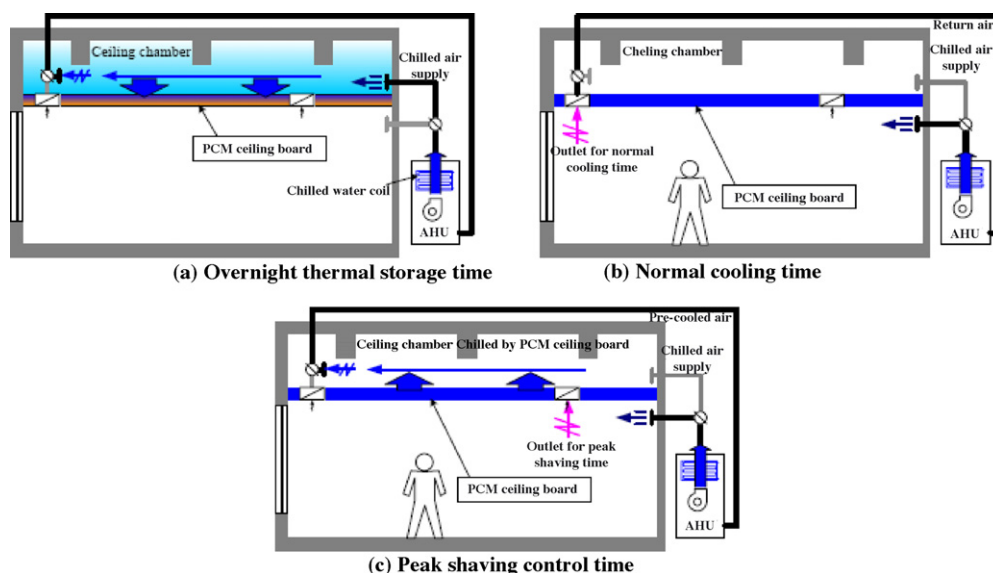 Ceiling chamber
Chilled air
supply
PCM ceiling board
Chilled water coil
AHU
(a) Overnight thermal storage time
Return air
Cheling chamber
Chilled air
supply
Outlet for normal
cooling time
PCM ceiling board
AHU
(b) Normal cooling time
Pre-cooled air
Ceiling chamber Chilled by PCM ceiling board
Chilled air
supply
Outlet for peak
shaving time
PCM ceiling board
AHU
(c) Peak shaving control time